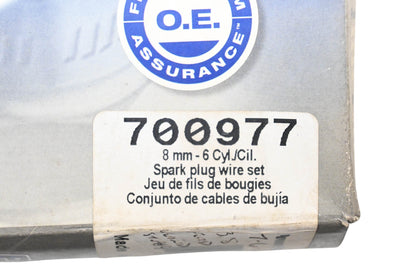 O.E.
ASSURANCE™
700977
8 mm - 6 Cyl./Cil.
Spark plug wire set
Jeu de fils de bougies
Conjunto de cables de bujía